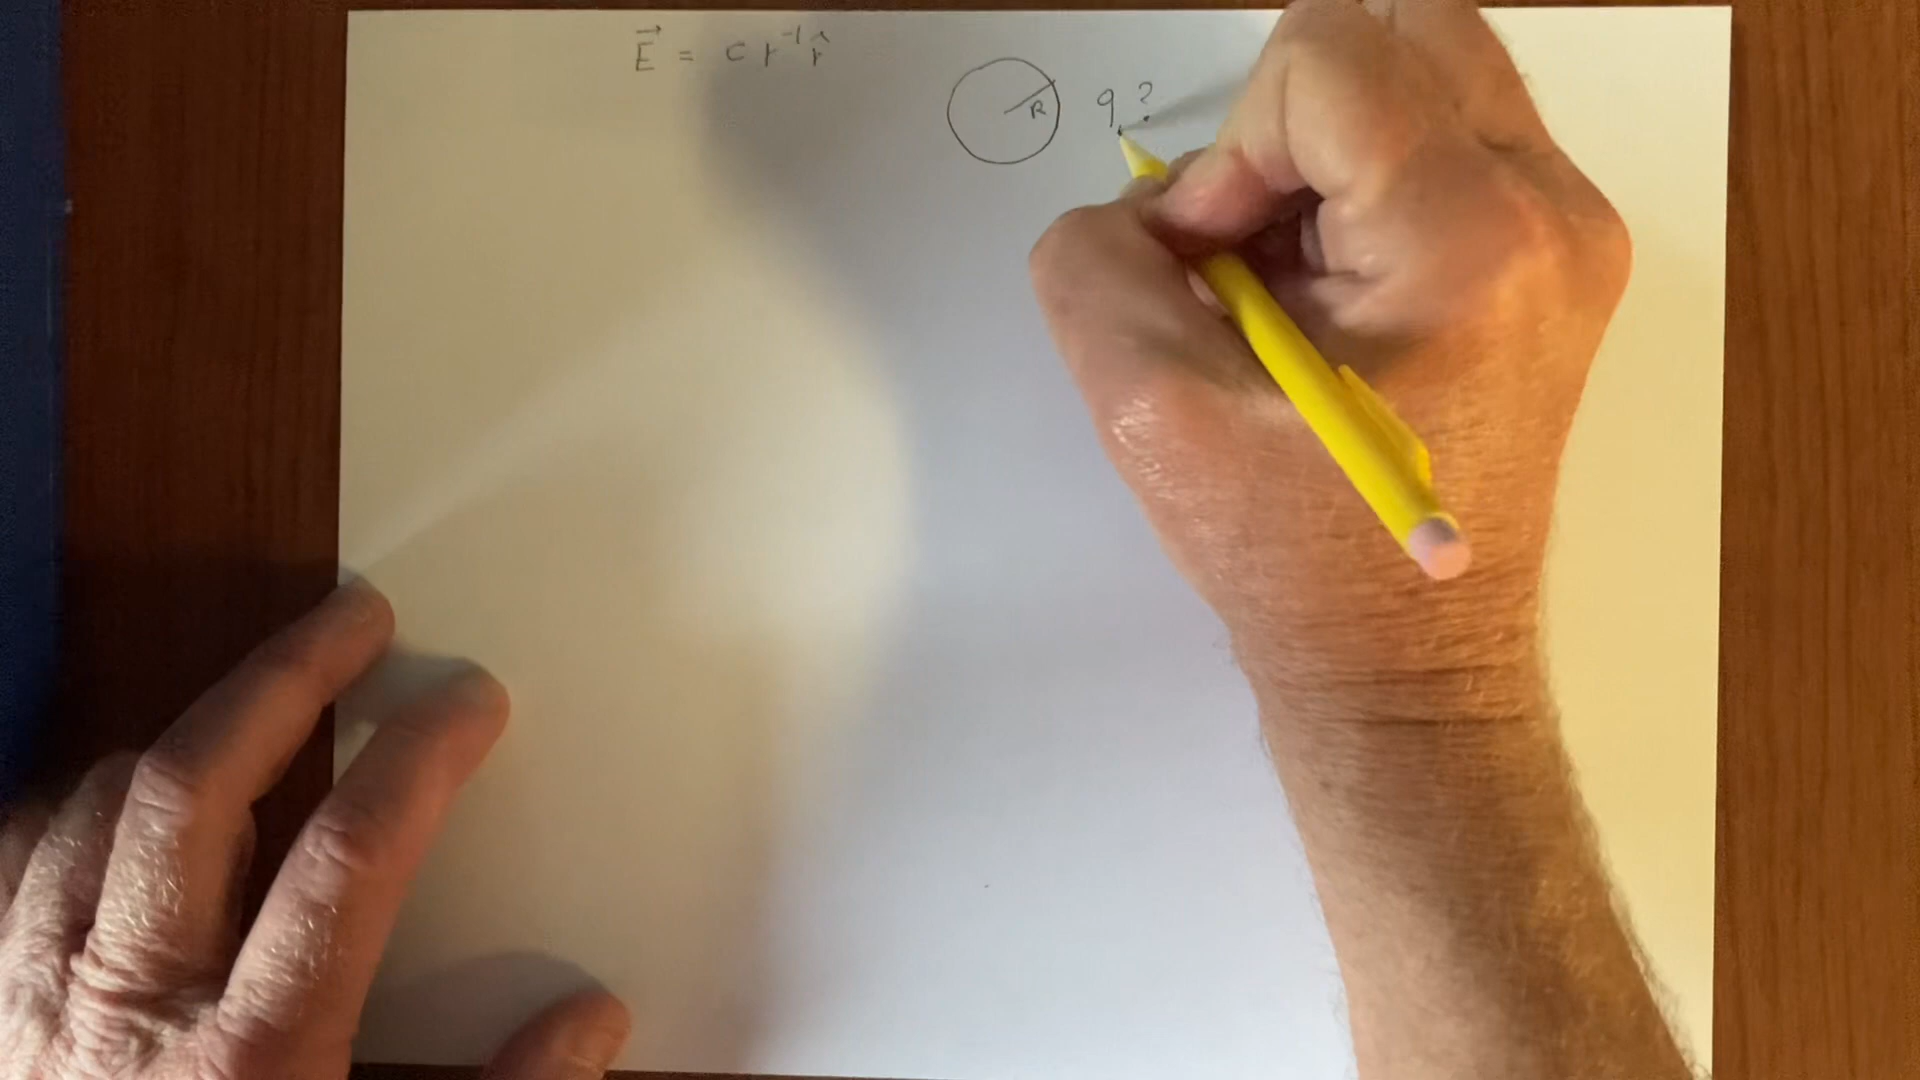 E⃗ = c r⁻¹ r̂
R
q ?